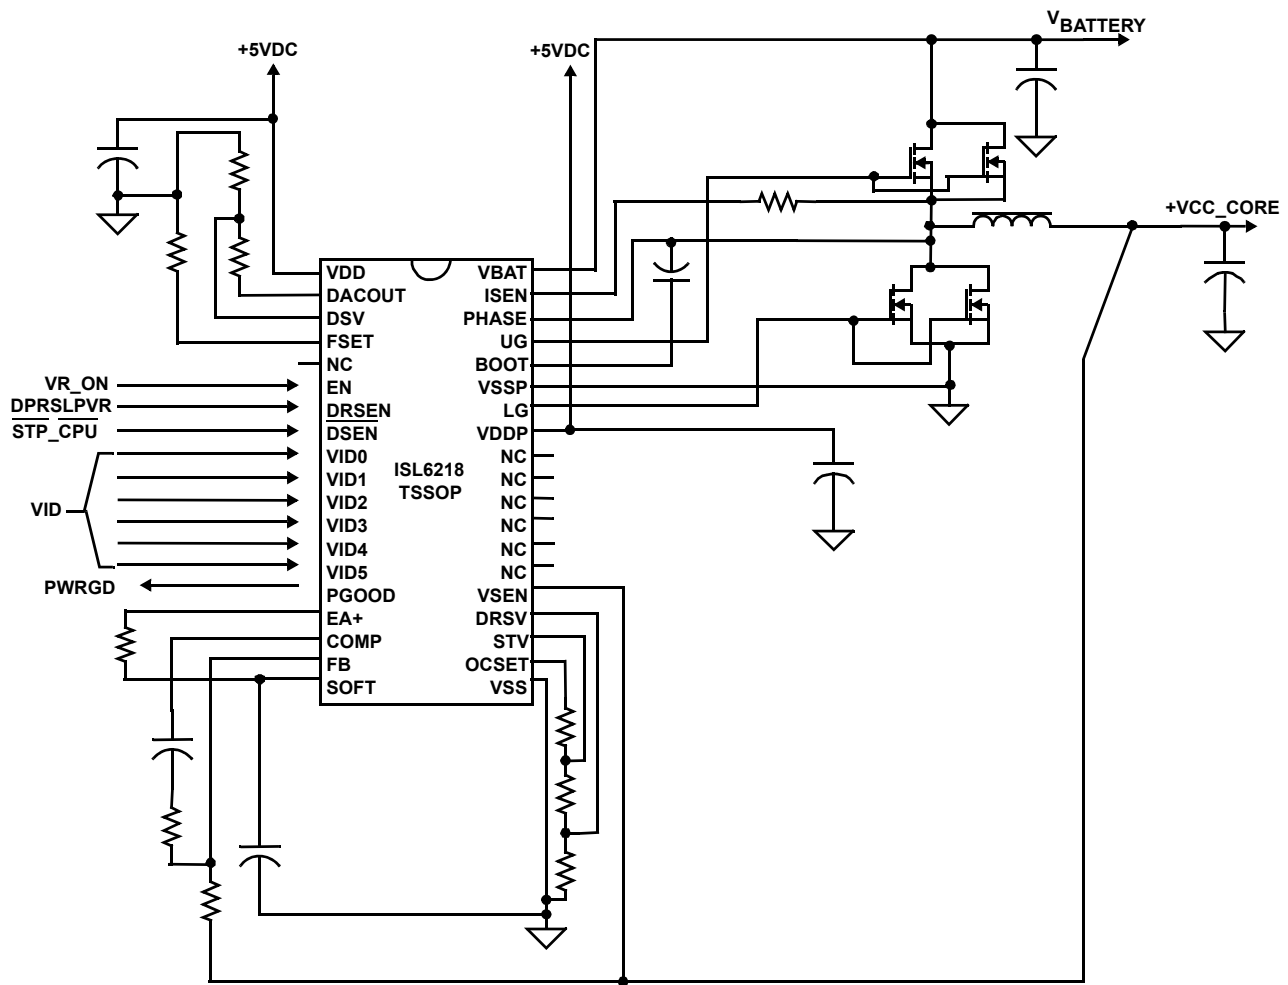 VBATTERY
+5VDC
+5VDC
+VCC_CORE
VDD
DACOUT
DSV
FSET
NC
EN
DRSEN
DSEN
VID0
VID1
VID2
VID3
VID4
VID5
PGOOD
EA+
COMP
FB
SOFT
ISL6218
TSSOP
VBAT
ISEN
PHASE
UG
BOOT
VSSP
LG
VDDP
NC
NC
NC
NC
NC
NC
VSEN
DRSV
STV
OCSET
VSS
VR_ON
DPRSLPVR
STP_CPU
VID
PWRGD